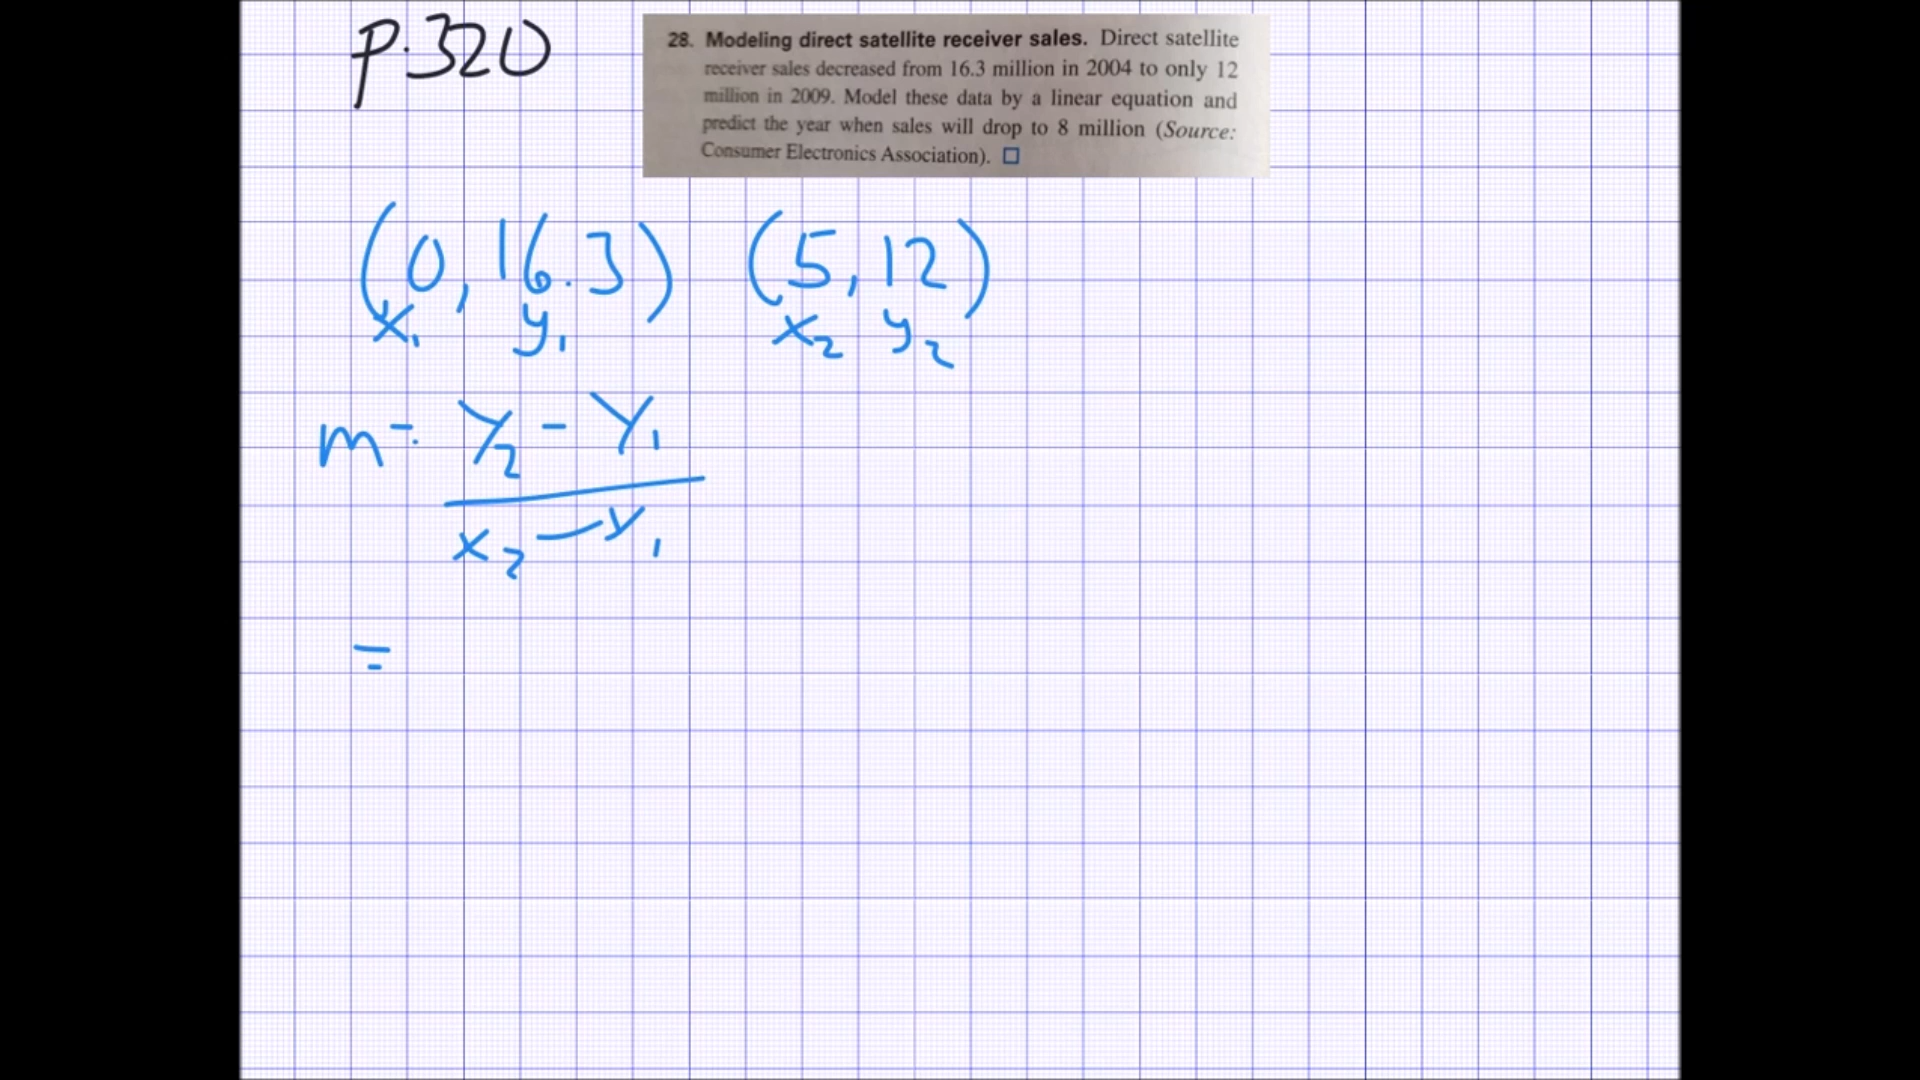 p.320
28. Modeling direct satellite receiver sales. Direct satellite
receiver sales decreased from 16.3 million in 2004 to only 12
million in 2009. Model these data by a linear equation and
predict the year when sales will drop to 8 million (Source:
Consumer Electronics Association). □
(0, 16.3) (5, 12)
x₁ y₁ x₂ y₂
m = Y₂ - Y₁
x₂ - y₁
=